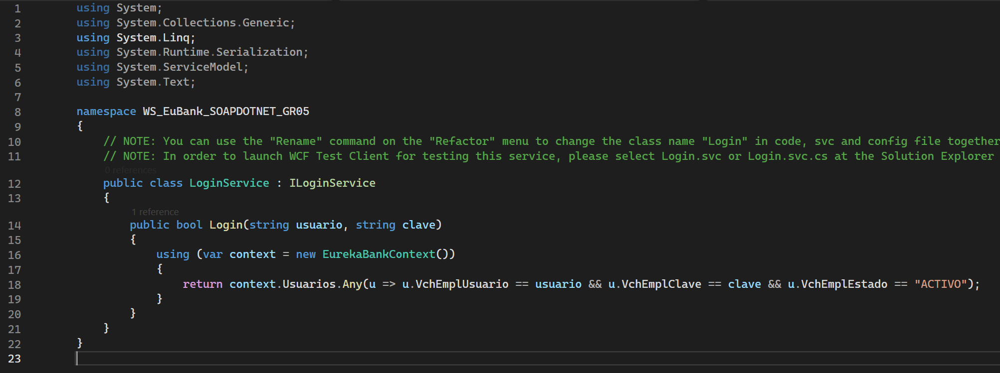 1 using System;
2 using System.Collections.Generic;
3 using System.Linq;
4 using System.Runtime.Serialization;
5 using System.ServiceModel;
6 using System.Text;
7
8 namespace WS_EuBank_SOAPDOTNET_GR05
9 {
10 // NOTE: You can use the "Rename" command on the "Refactor" menu to change the class name "Login" in code, svc and config file together
11 // NOTE: In order to launch WCF Test Client for testing this service, please select Login.svc or Login.svc.cs at the Solution Explorer
0 references
12 public class LoginService : ILoginService
13 {
1 reference
14 public bool Login(string usuario, string clave)
15 {
16 using (var context = new EurekaBankContext())
17 {
18 return context.Usuarios.Any(u => u.VchEmplUsuario == usuario && u.VchEmplClave == clave && u.VchEmplEstado == "ACTIVO");
19 }
20 }
21 }
22 }
23